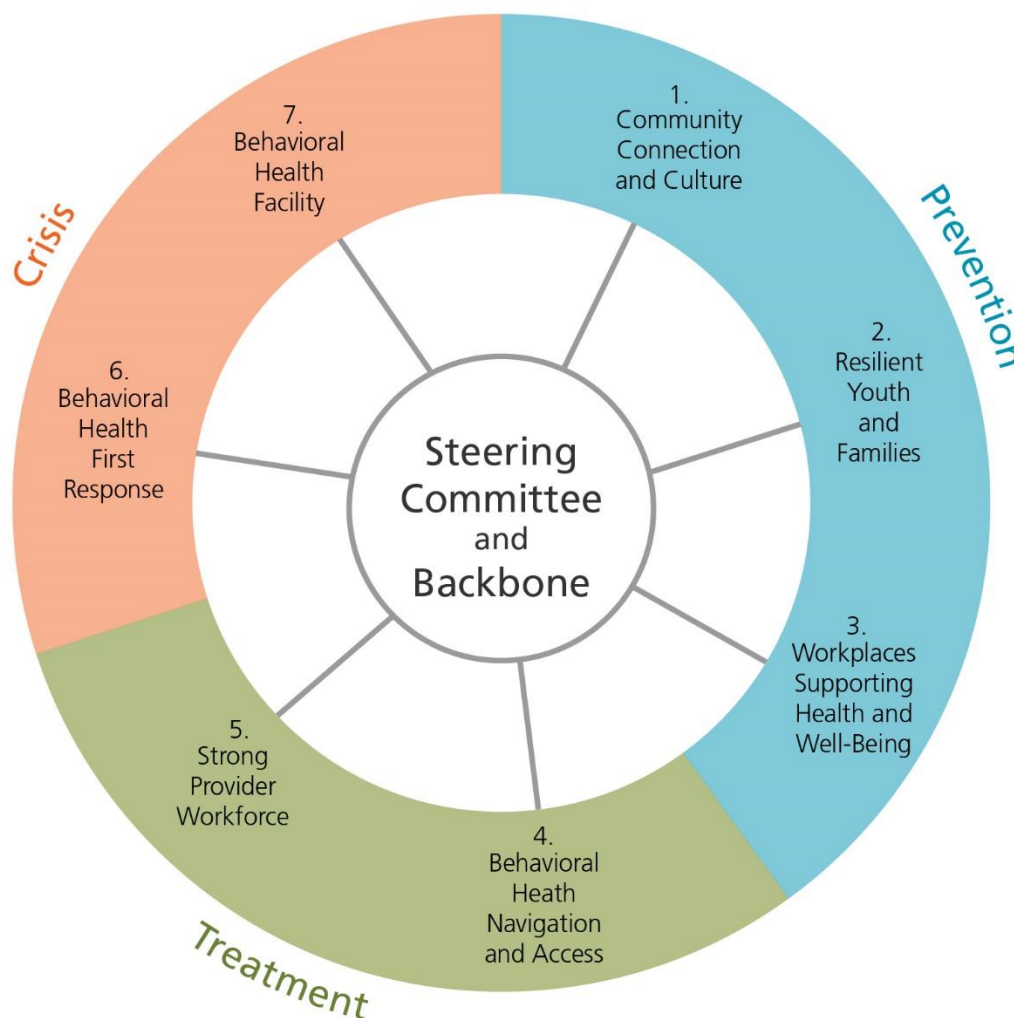 1.
Community
Connection
and Culture
Prevention
2.
Resilient
Youth
and
Families
3.
Workplaces
Supporting
Health and
Well-Being
4.
Behavioral
Heath
Navigation
and Access
Treatment
5.
Strong
Provider
Workforce
6.
Behavioral
Health
First
Response
Crisis
7.
Behavioral
Health
Facility
Steering
Committee
and
Backbone